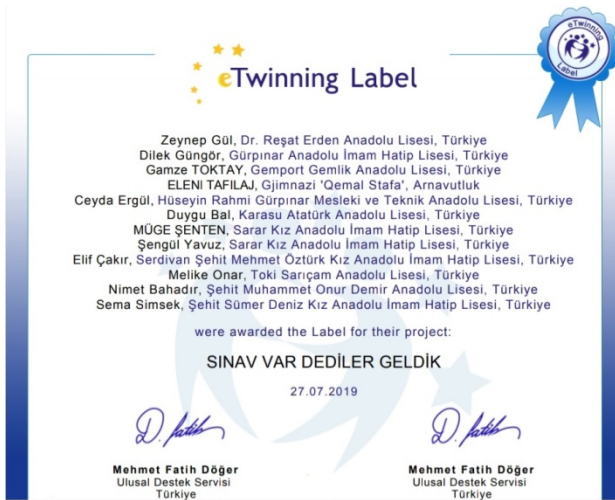 eTwinning Label
eTwinning
Label
Zeynep Gül, Dr. Reşat Erden Anadolu Lisesi, Türkiye
Dilek Güngör, Gürpınar Anadolu İmam Hatip Lisesi, Türkiye
Gamze TOKTAY, Gemport Gemlik Anadolu Lisesi, Türkiye
ELENI TAFILAJ, Gjimnazi 'Qemal Stafa', Arnavutluk
Ceyda Ergül, Hüseyin Rahmi Gürpınar Mesleki ve Teknik Anadolu Lisesi, Türkiye
Duygu Bal, Karasu Atatürk Anadolu Lisesi, Türkiye
MÜGE ŞENTEN, Sarar Kız Anadolu İmam Hatip Lisesi, Türkiye
Şengül Yavuz, Sarar Kız Anadolu İmam Hatip Lisesi, Türkiye
Elif Çakır, Serdivan Şehit Mehmet Öztürk Kız Anadolu İmam Hatip Lisesi, Türkiye
Melike Onar, Toki Sarıçam Anadolu Lisesi, Türkiye
Nimet Bahadır, Şehit Muhammet Onur Demir Anadolu Lisesi, Türkiye
Sema Simsek, Şehit Sümer Deniz Kız Anadolu İmam Hatip Lisesi, Türkiye
were awarded the Label for their project:
SINAV VAR DEDİLER GELDİK
27.07.2019
D. fatih
D. fatih
Mehmet Fatih Döğer
Ulusal Destek Servisi
Türkiye
Mehmet Fatih Döğer
Ulusal Destek Servisi
Türkiye